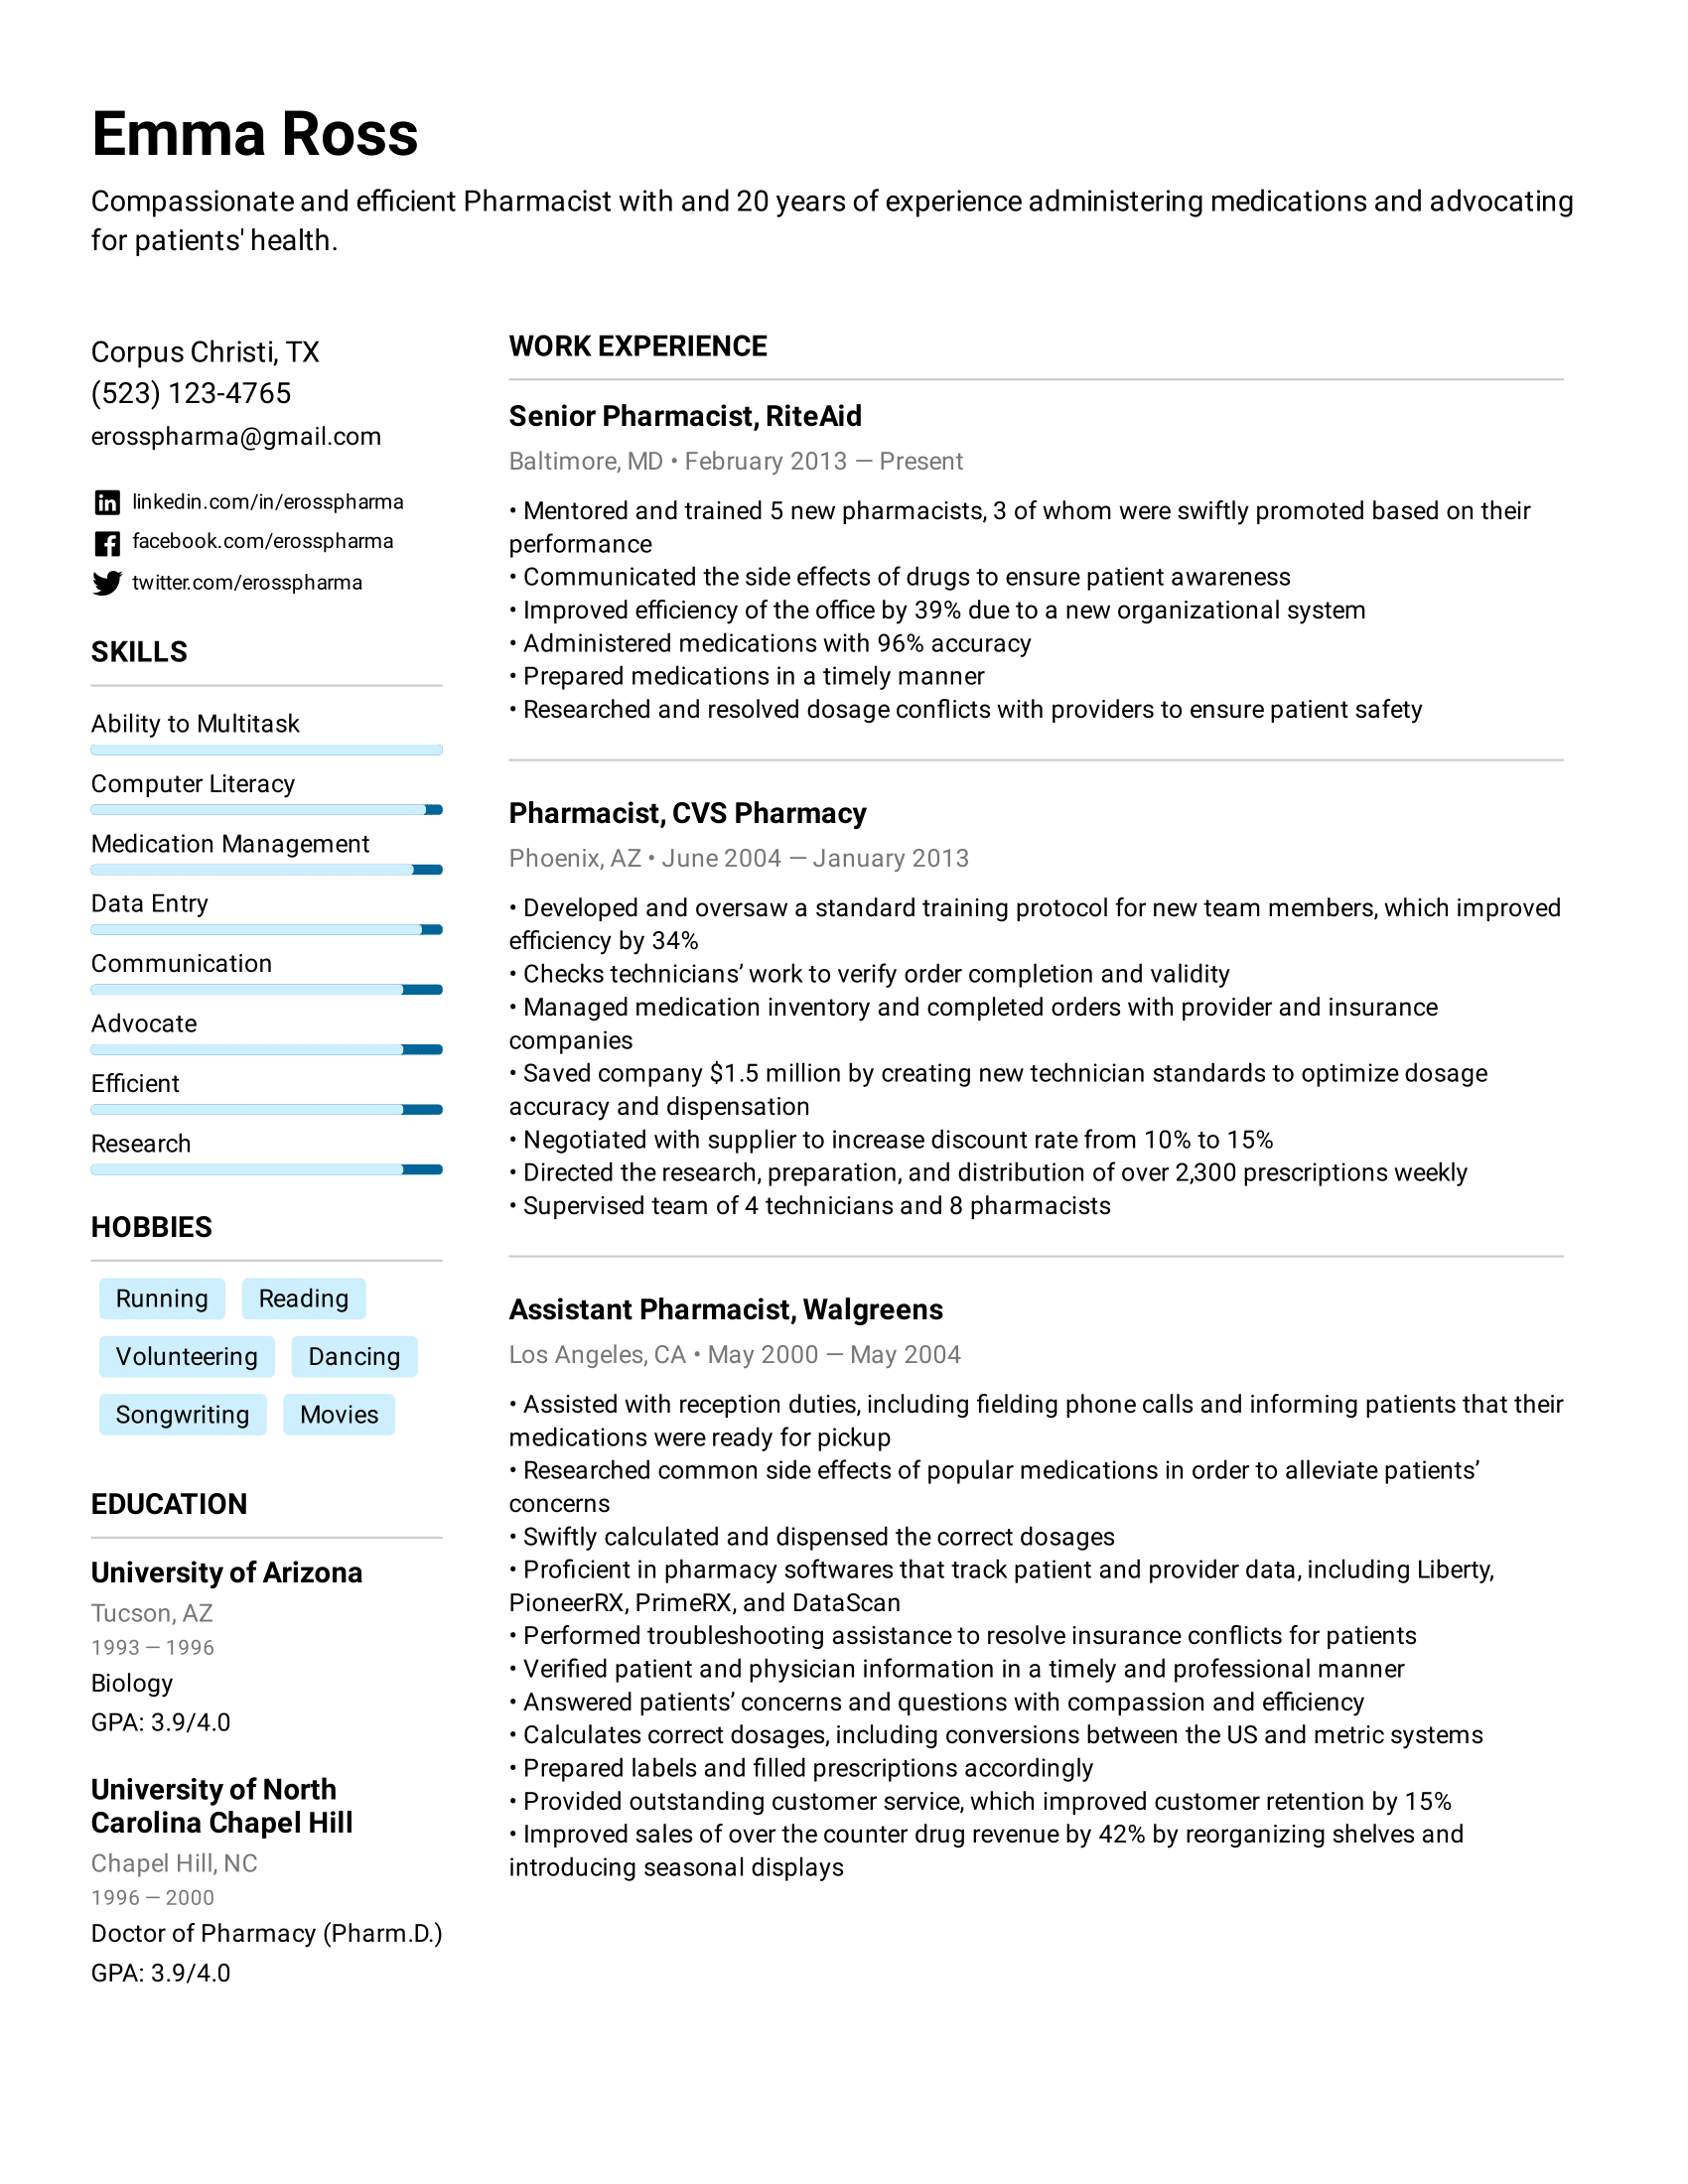 Emma Ross
Compassionate and efficient Pharmacist with and 20 years of experience administering medications and advocating
for patients' health.
Corpus Christi, TX
(523) 123-4765
erosspharma@gmail.com
linkedin.com/in/erosspharma
facebook.com/erosspharma
twitter.com/erosspharma
SKILLS
Ability to Multitask
Computer Literacy
Medication Management
Data Entry
Communication
Advocate
Efficient
Research
HOBBIES
Running Reading
Volunteering Dancing
Songwriting Movies
EDUCATION
University of Arizona
Tucson, AZ
1993 — 1996
Biology
GPA: 3.9/4.0
University of North
Carolina Chapel Hill
Chapel Hill, NC
1996 — 2000
Doctor of Pharmacy (Pharm.D.)
GPA: 3.9/4.0
WORK EXPERIENCE
Senior Pharmacist, RiteAid
Baltimore, MD • February 2013 — Present
• Mentored and trained 5 new pharmacists, 3 of whom were swiftly promoted based on their
performance
• Communicated the side effects of drugs to ensure patient awareness
• Improved efficiency of the office by 39% due to a new organizational system
• Administered medications with 96% accuracy
• Prepared medications in a timely manner
• Researched and resolved dosage conflicts with providers to ensure patient safety
Pharmacist, CVS Pharmacy
Phoenix, AZ • June 2004 — January 2013
• Developed and oversaw a standard training protocol for new team members, which improved
efficiency by 34%
• Checks technicians’ work to verify order completion and validity
• Managed medication inventory and completed orders with provider and insurance
companies
• Saved company $1.5 million by creating new technician standards to optimize dosage
accuracy and dispensation
• Negotiated with supplier to increase discount rate from 10% to 15%
• Directed the research, preparation, and distribution of over 2,300 prescriptions weekly
• Supervised team of 4 technicians and 8 pharmacists
Assistant Pharmacist, Walgreens
Los Angeles, CA • May 2000 — May 2004
• Assisted with reception duties, including fielding phone calls and informing patients that their
medications were ready for pickup
• Researched common side effects of popular medications in order to alleviate patients’
concerns
• Swiftly calculated and dispensed the correct dosages
• Proficient in pharmacy softwares that track patient and provider data, including Liberty,
PioneerRX, PrimeRX, and DataScan
• Performed troubleshooting assistance to resolve insurance conflicts for patients
• Verified patient and physician information in a timely and professional manner
• Answered patients’ concerns and questions with compassion and efficiency
• Calculates correct dosages, including conversions between the US and metric systems
• Prepared labels and filled prescriptions accordingly
• Provided outstanding customer service, which improved customer retention by 15%
• Improved sales of over the counter drug revenue by 42% by reorganizing shelves and
introducing seasonal displays